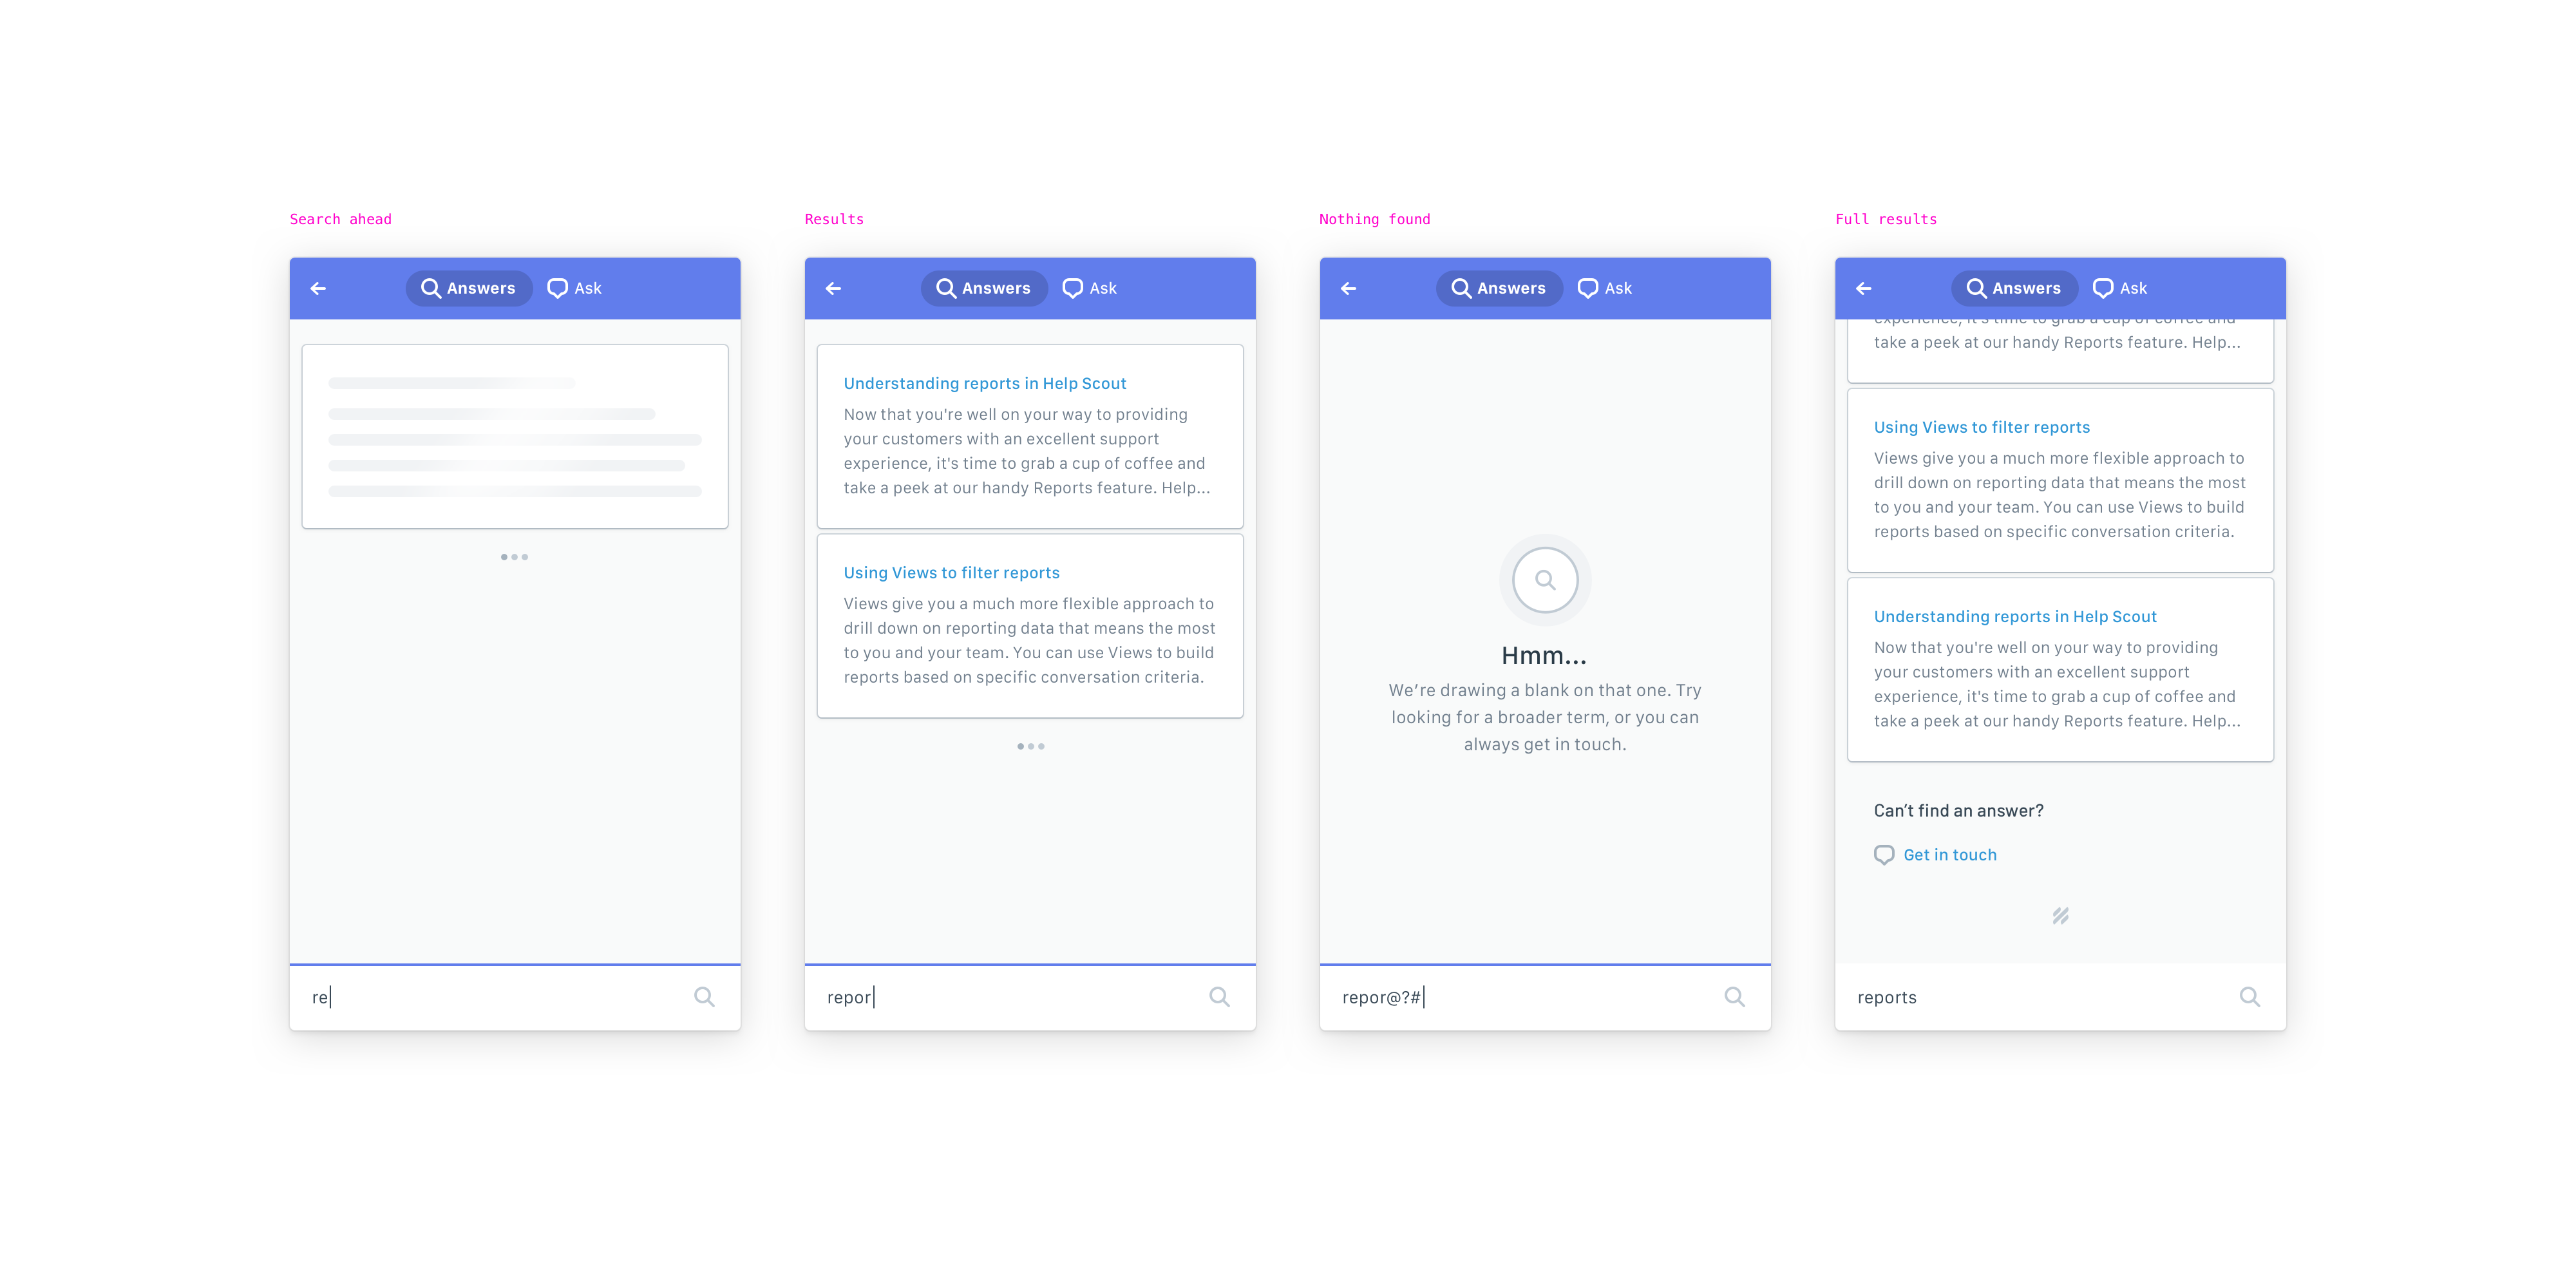 Search ahead
Answers
Ask
re
Results
Answers
Ask
Understanding reports in Help Scout
Now that you're well on your way to providing
your customers with an excellent support
experience, it's time to grab a cup of coffee and
take a peek at our handy Reports feature. Help...
Using Views to filter reports
Views give you a much more flexible approach to
drill down on reporting data that means the most
to you and your team. You can use Views to build
reports based on specific conversation criteria.
repor
Nothing found
Answers
Ask
Hmm...
We’re drawing a blank on that one. Try
looking for a broader term, or you can
always get in touch.
repor@?#
Full results
Answers
Ask
experience, it's time to grab a cup of coffee and
take a peek at our handy Reports feature. Help...
Using Views to filter reports
Views give you a much more flexible approach to
drill down on reporting data that means the most
to you and your team. You can use Views to build
reports based on specific conversation criteria.
Understanding reports in Help Scout
Now that you're well on your way to providing
your customers with an excellent support
experience, it's time to grab a cup of coffee and
take a peek at our handy Reports feature. Help...
Can’t find an answer?
Get in touch
reports